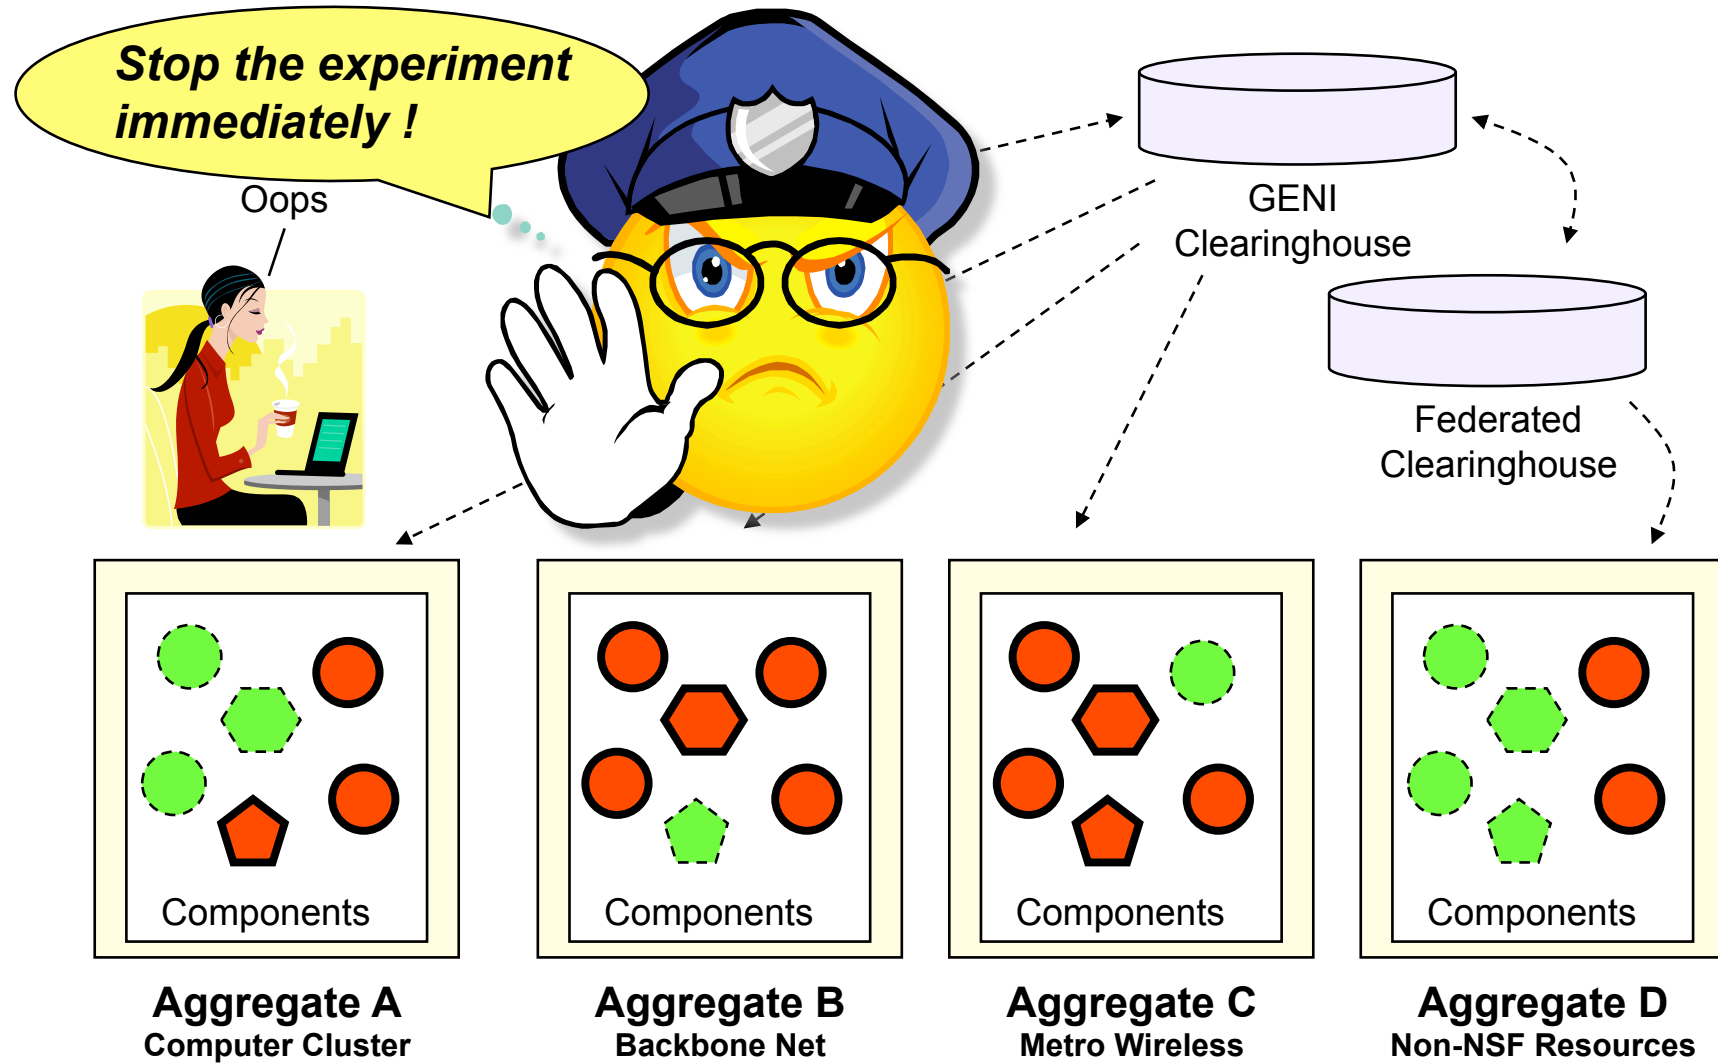 Stop the experiment
immediately !
Oops
GENI
Clearinghouse
Federated
Clearinghouse
Components
Components
Components
Components
Aggregate A
Computer Cluster
Aggregate B
Backbone Net
Aggregate C
Metro Wireless
Aggregate D
Non-NSF Resources